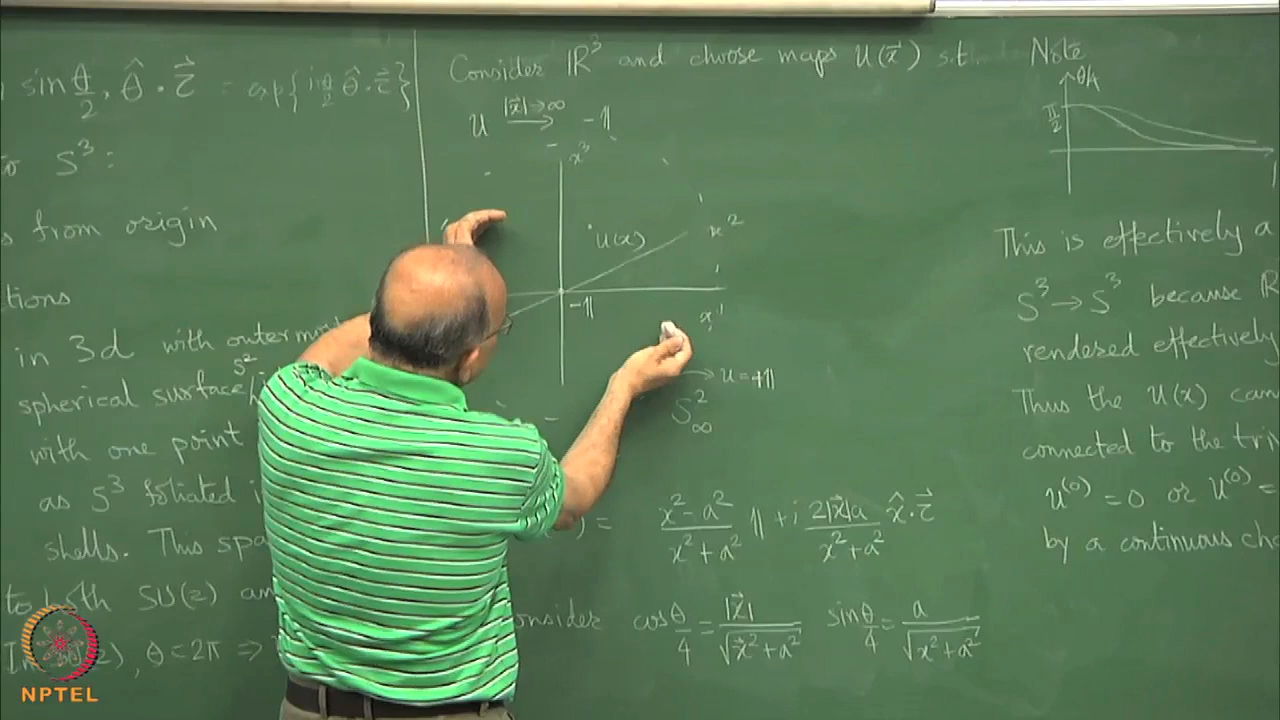 sin θ/2, θ̂ · τ⃗ = exp{iθ/2 θ̂ · τ⃗}
to S³ :
s from origin
tions
in 3d with outermost
spherical surface S²
with one point
as S³ foliated i
shells. This spa
to both SU(2) an
θ < 2π ⇒
Consider ℝ³ and choose maps U(x⃗) s.t.
U |x⃗|→∞ → -𝟙
x³
U(x)
x²
-𝟙
x¹
→ U = +𝟙
S²∞
) = x² - a² / x² + a² 𝟙 + i 2|x⃗|a / x² + a² x̂ · τ⃗
onsider cos θ/4 = |x⃗| / √x⃗² + a² sin θ/4 = a / √x² + a²
Note
θ/4
π/2
This is effectively a
S³ → S³ because ℝ
rendered effectively
Thus the U(x) can
connected to the tri
U⁽⁰⁾ = 0 or U⁽⁰⁾ =
by a continuous cha
NPTEL